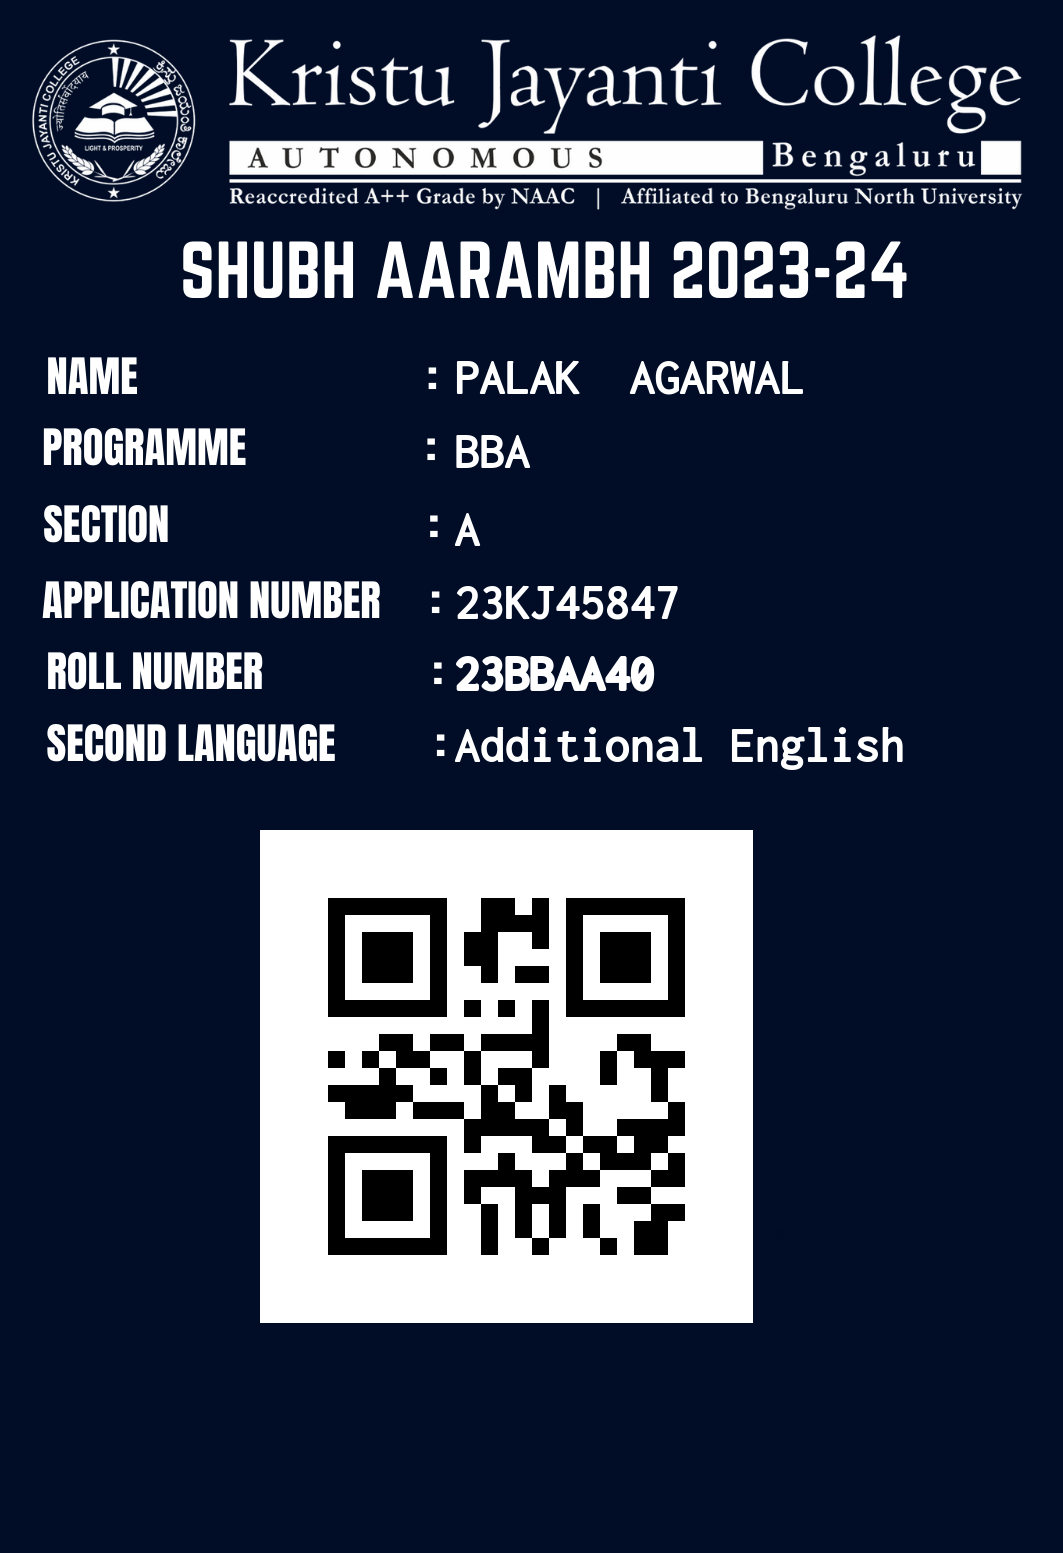 Kristu Jayanti College
AUTONOMOUS Bengaluru
Reaccredited A++ Grade by NAAC | Affiliated to Bengaluru North University
KRISTU JAYANTI COLLEGE
ಕ್ರಿಸ್ತು ಜಯಂತಿ ಕಾಲೇಜು
LIGHT & PROSPERITY
SHUBH AARAMBH 2023-24
NAME : PALAK AGARWAL
PROGRAMME : BBA
SECTION : A
APPLICATION NUMBER : 23KJ45847
ROLL NUMBER : 23BBAA40
SECOND LANGUAGE : Additional English